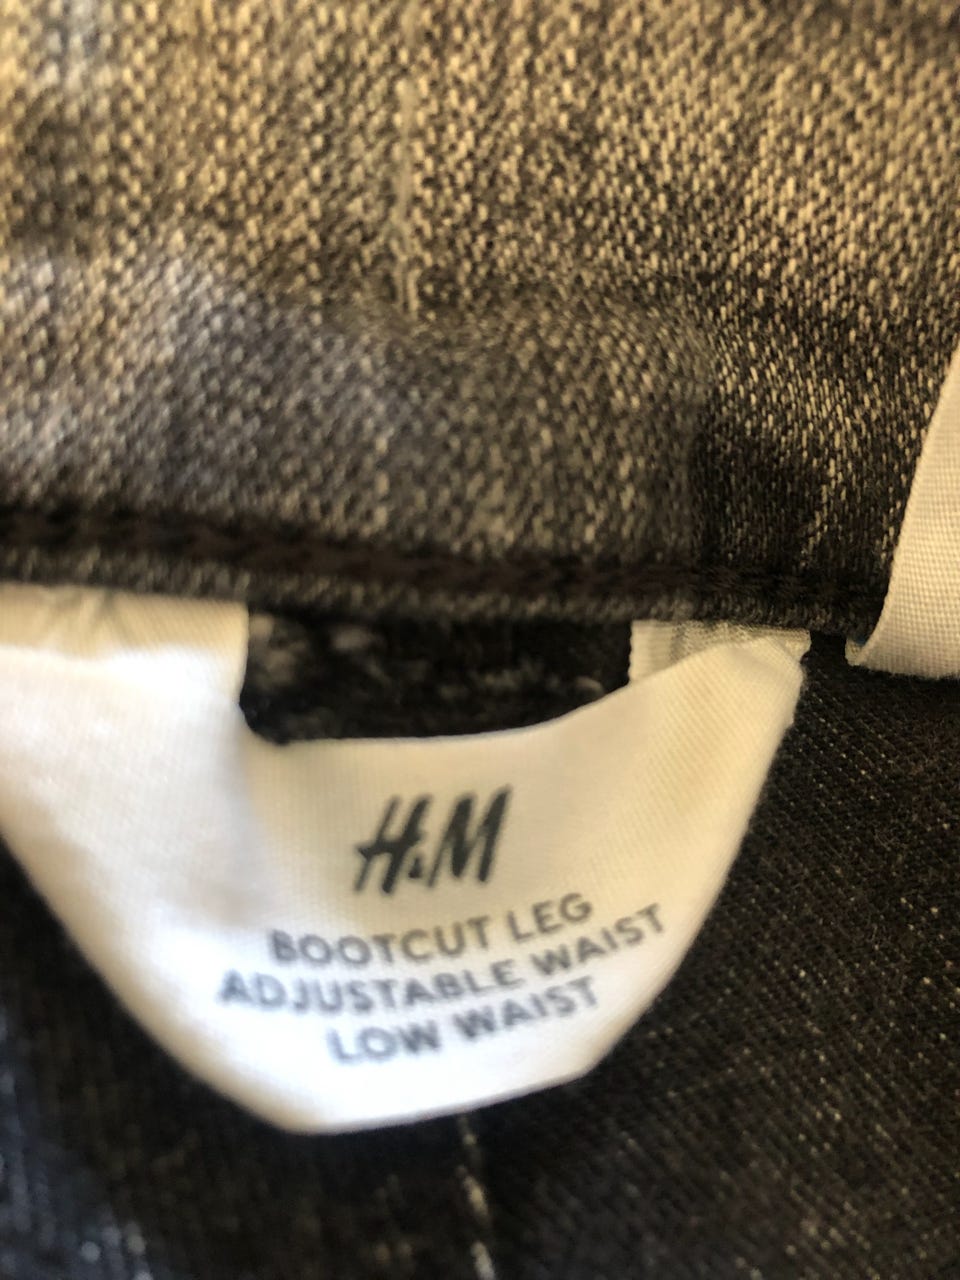 H&M
BOOTCUT LEG
ADJUSTABLE WAIST
LOW WAIST